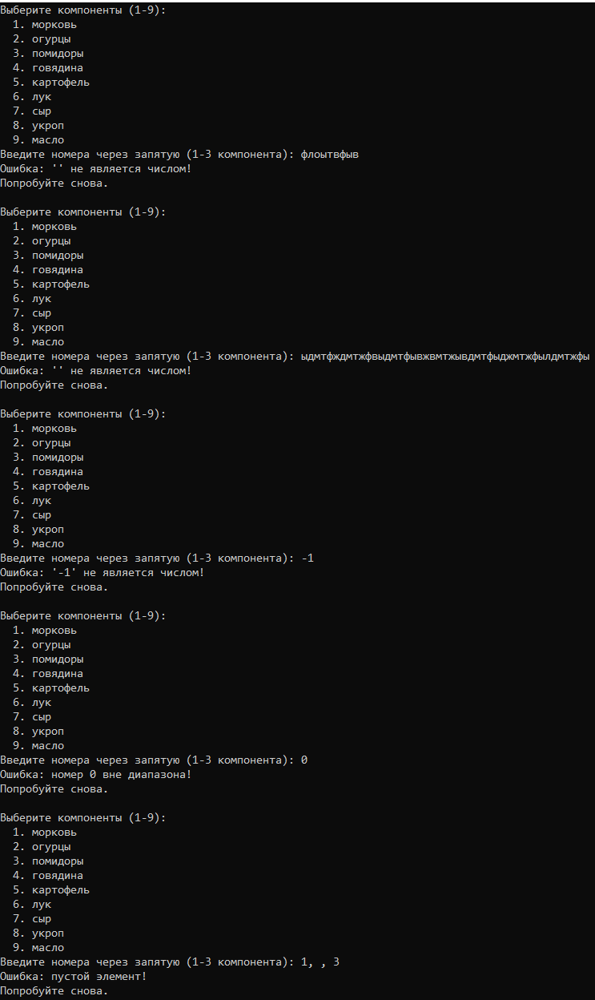 Выберите компоненты (1-9):
1. морковь
2. огурцы
3. помидоры
4. говядина
5. картофель
6. лук
7. сыр
8. укроп
9. масло
Введите номера через запятую (1-3 компонента): флоытвфыв
Ошибка: '' не является числом!
Попробуйте снова.
Выберите компоненты (1-9):
1. морковь
2. огурцы
3. помидоры
4. говядина
5. картофель
6. лук
7. сыр
8. укроп
9. масло
Введите номера через запятую (1-3 компонента): ыдмтфждмтжфвыдмтфывжвмтжывдмтфыджмтжфылдмтжфы
Ошибка: '' не является числом!
Попробуйте снова.
Выберите компоненты (1-9):
1. морковь
2. огурцы
3. помидоры
4. говядина
5. картофель
6. лук
7. сыр
8. укроп
9. масло
Введите номера через запятую (1-3 компонента): -1
Ошибка: '-1' не является числом!
Попробуйте снова.
Выберите компоненты (1-9):
1. морковь
2. огурцы
3. помидоры
4. говядина
5. картофель
6. лук
7. сыр
8. укроп
9. масло
Введите номера через запятую (1-3 компонента): 0
Ошибка: номер 0 вне диапазона!
Попробуйте снова.
Выберите компоненты (1-9):
1. морковь
2. огурцы
3. помидоры
4. говядина
5. картофель
6. лук
7. сыр
8. укроп
9. масло
Введите номера через запятую (1-3 компонента): 1, , 3
Ошибка: пустой элемент!
Попробуйте снова.